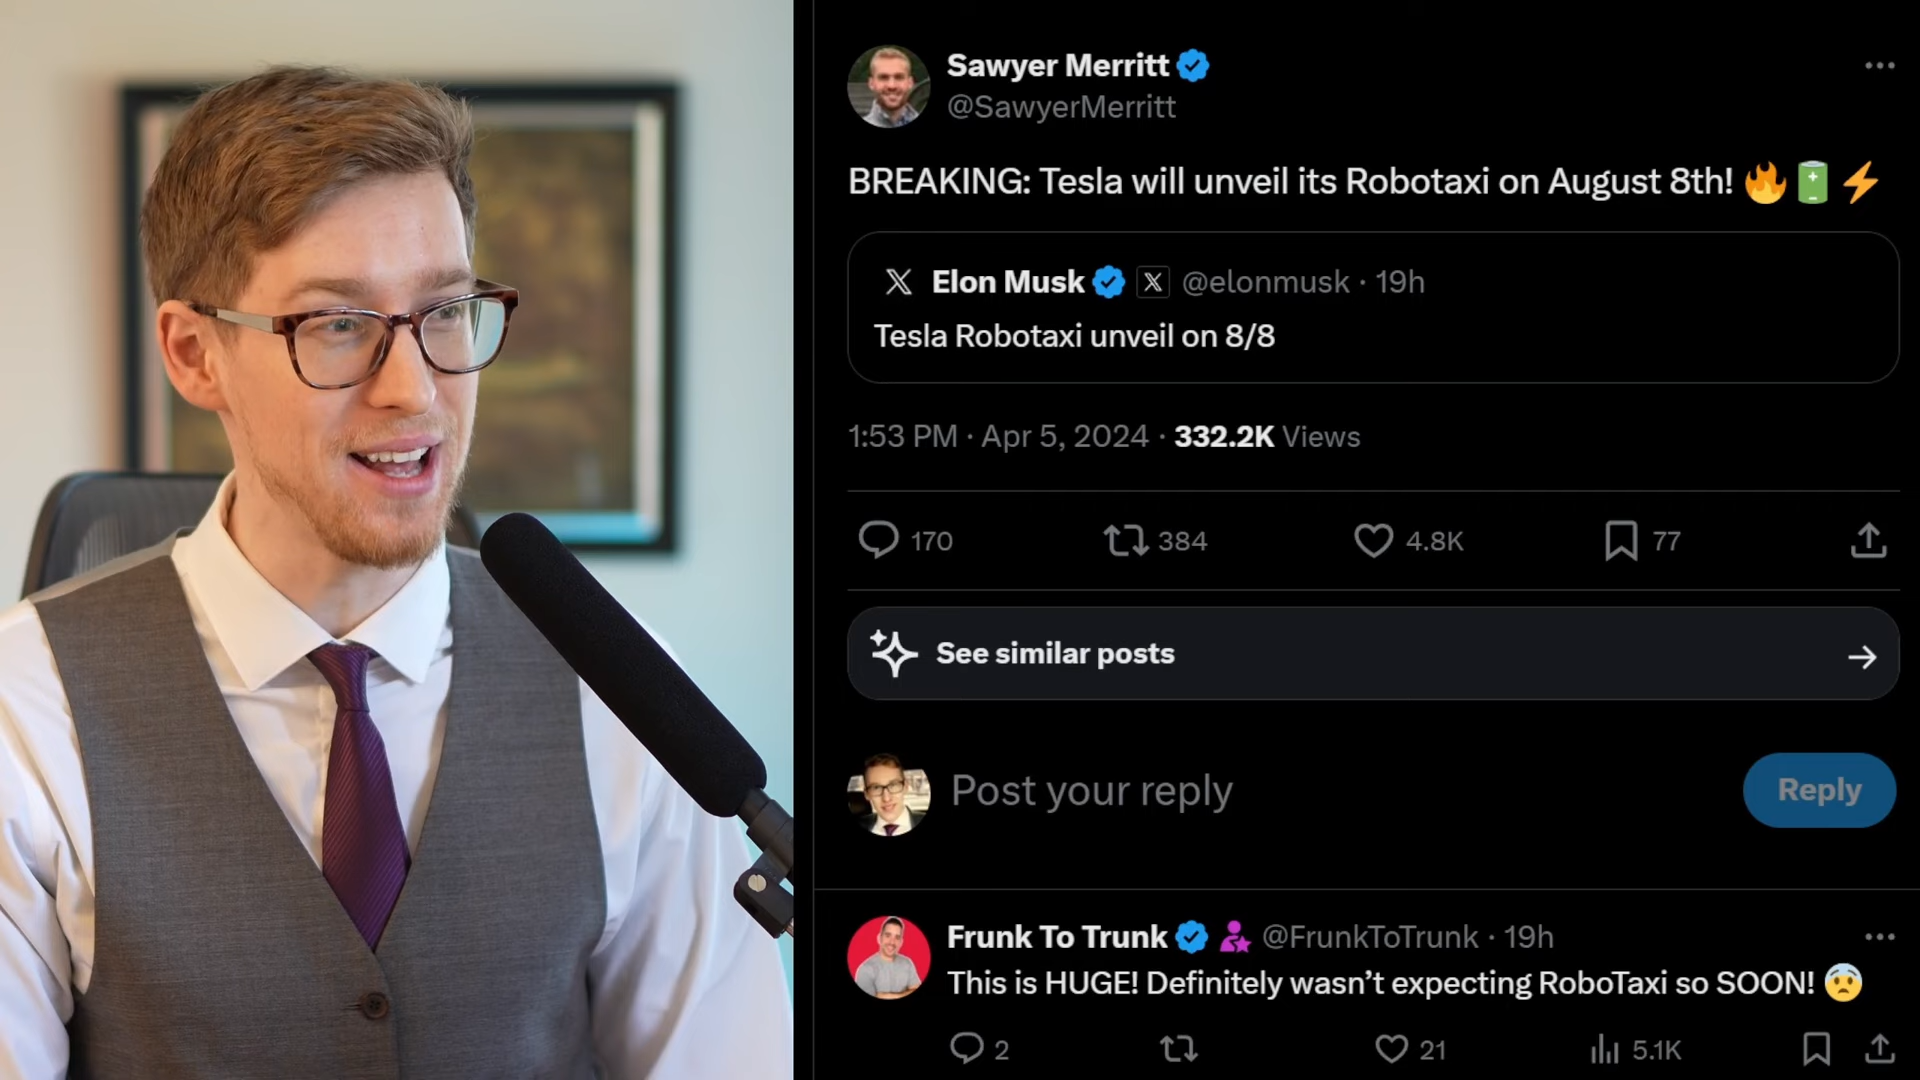 Sawyer Merritt
@SawyerMerritt
BREAKING: Tesla will unveil its Robotaxi on August 8th! 🔥🔋⚡
Elon Musk @elonmusk · 19h
Tesla Robotaxi unveil on 8/8
1:53 PM · Apr 5, 2024 · 332.2K Views
170 384 4.8K 77
See similar posts
Post your reply
Reply
Frunk To Trunk @FrunkToTrunk · 19h
This is HUGE! Definitely wasn’t expecting RoboTaxi so SOON! 😨
2 21 5.1K